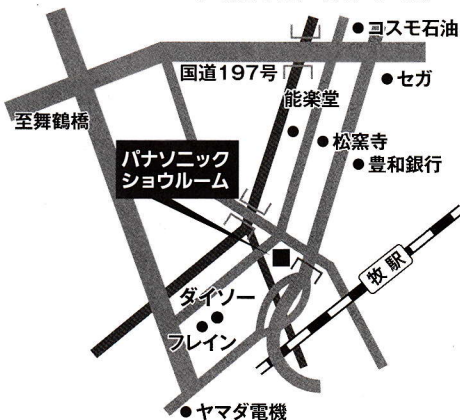 コスモ石油
国道197号
セガ
能楽堂
至舞鶴橋
松窯寺
パナソニック
ショウルーム
豊和銀行
牧駅
ダイソー
フレイン
ヤマダ電機